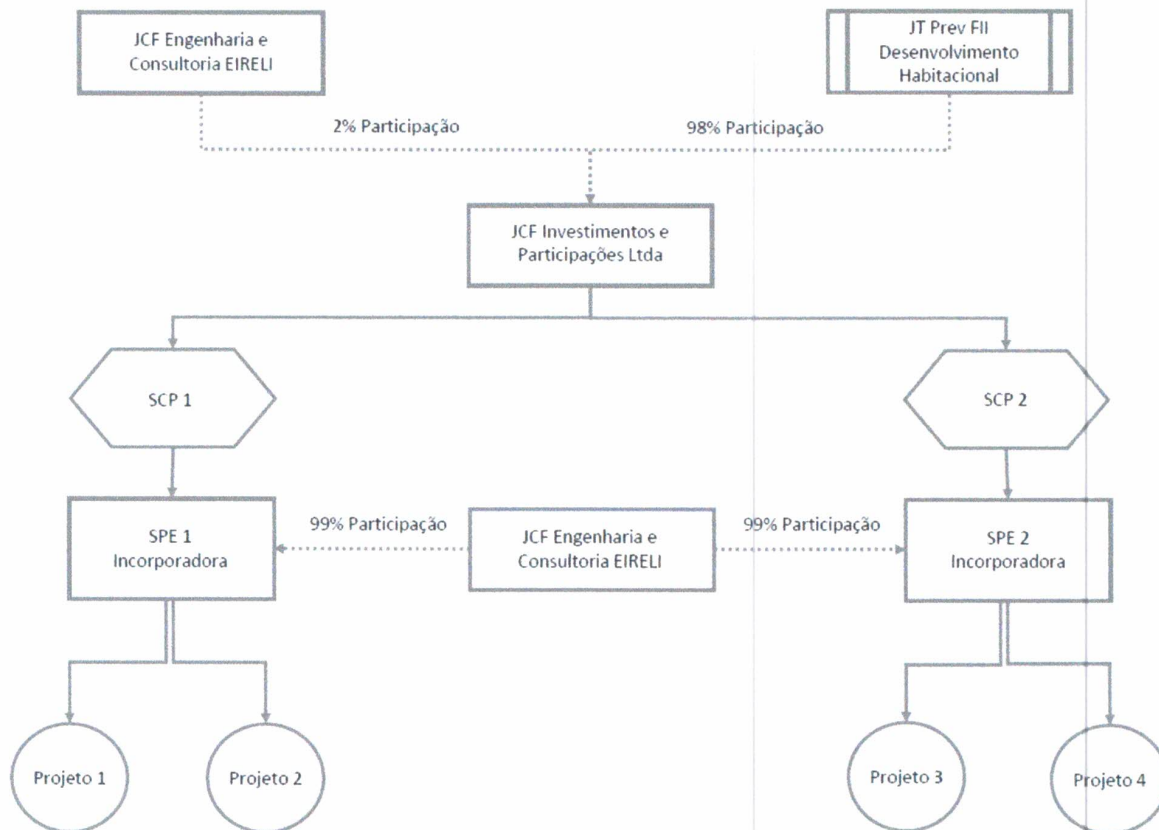 JCF Engenharia e
Consultoria EIRELI
JT Prev FII
Desenvolvimento
Habitacional
2% Participação
98% Participação
JCF Investimentos e
Participações Ltda
SCP 1
SCP 2
SPE 1
Incorporadora
99% Participação
JCF Engenharia e
Consultoria EIRELI
99% Participação
SPE 2
Incorporadora
Projeto 1
Projeto 2
Projeto 3
Projeto 4